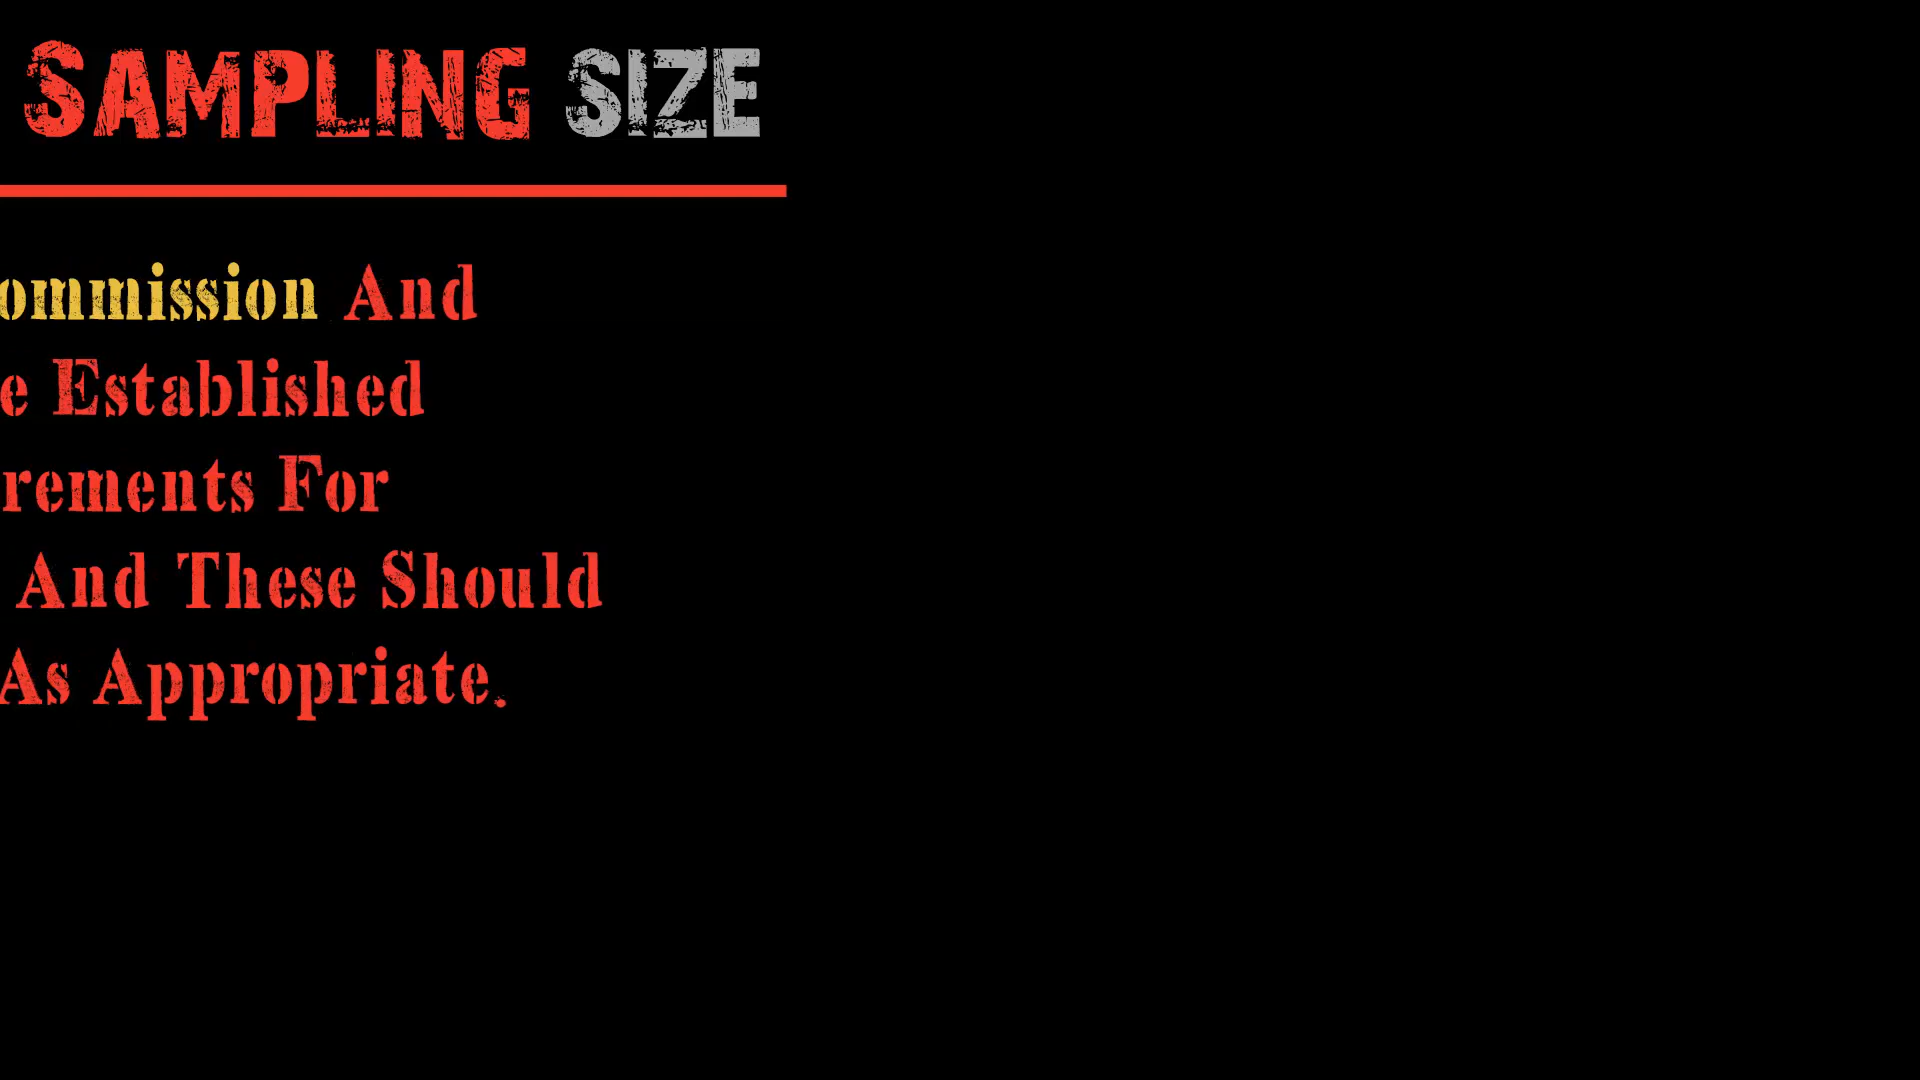 SAMPLING SIZE
ommission And
e Established
rements For
And These Should
As Appropriate.